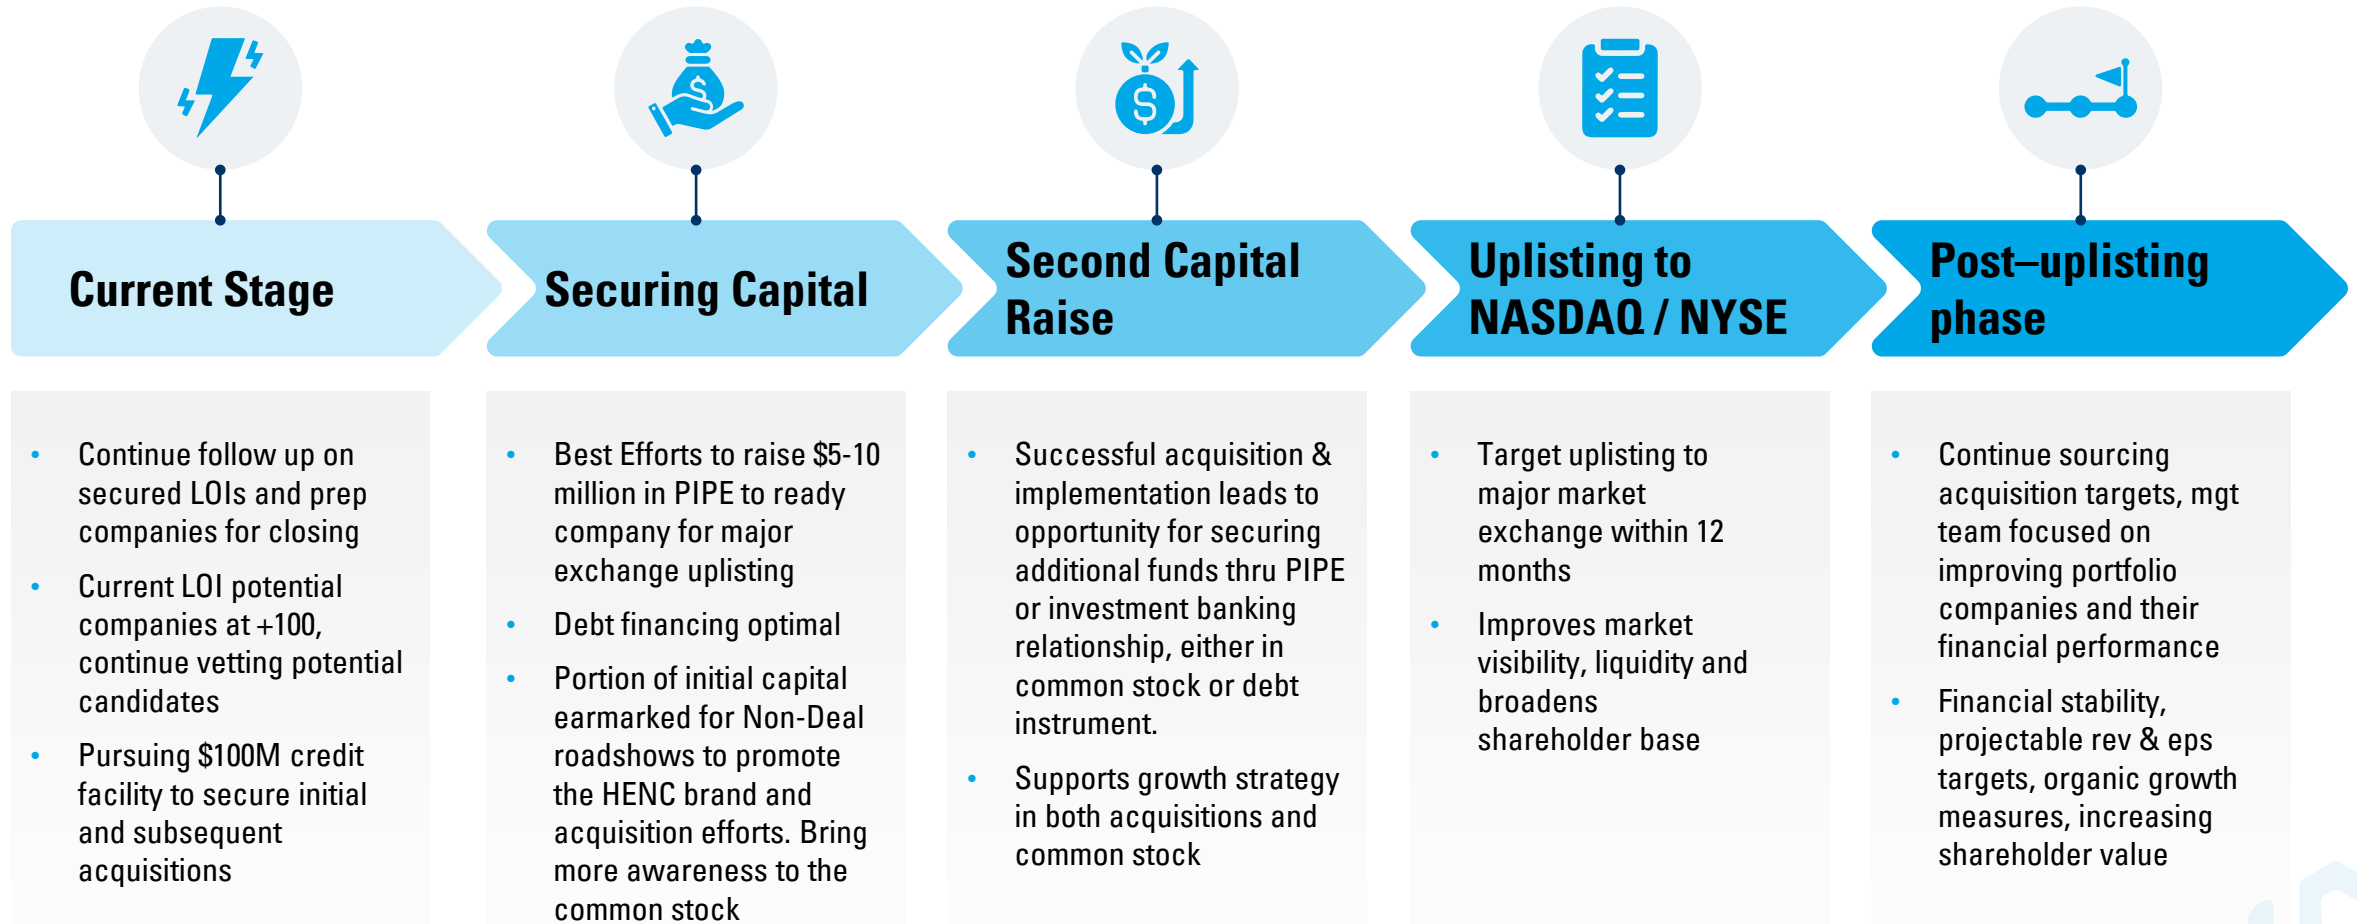 Current Stage
Securing Capital
Second Capital
Raise
Uplisting to
NASDAQ / NYSE
Post–uplisting
phase
• Continue follow up on
secured LOIs and prep
companies for closing
• Current LOI potential
companies at +100,
continue vetting potential
candidates
• Pursuing $100M credit
facility to secure initial
and subsequent
acquisitions
• Best Efforts to raise $5-10
million in PIPE to ready
company for major
exchange uplisting
• Debt financing optimal
• Portion of initial capital
earmarked for Non-Deal
roadshows to promote
the HENC brand and
acquisition efforts. Bring
more awareness to the
common stock
• Successful acquisition &
implementation leads to
opportunity for securing
additional funds thru PIPE
or investment banking
relationship, either in
common stock or debt
instrument.
• Supports growth strategy
in both acquisitions and
common stock
• Target uplisting to
major market
exchange within 12
months
• Improves market
visibility, liquidity and
broadens
shareholder base
• Continue sourcing
acquisition targets, mgt
team focused on
improving portfolio
companies and their
financial performance
• Financial stability,
projectable rev & eps
targets, organic growth
measures, increasing
shareholder value